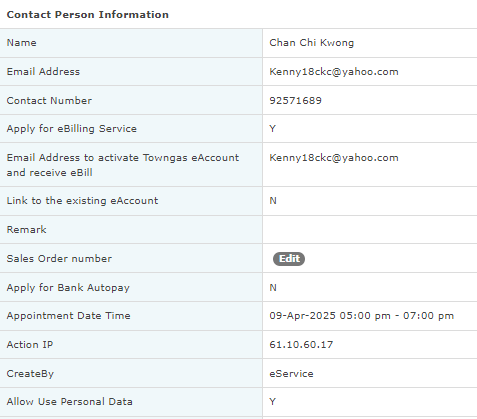 Contact Person Information
Name Chan Chi Kwong
Email Address Kenny18ckc@yahoo.com
Contact Number 92571689
Apply for eBilling Service Y
Email Address to activate Towngas eAccount Kenny18ckc@yahoo.com
and receive eBill
Link to the existing eAccount N
Remark
Sales Order number Edit
Apply for Bank Autopay N
Appointment Date Time 09-Apr-2025 05:00 pm - 07:00 pm
Action IP 61.10.60.17
CreateBy eService
Allow Use Personal Data Y